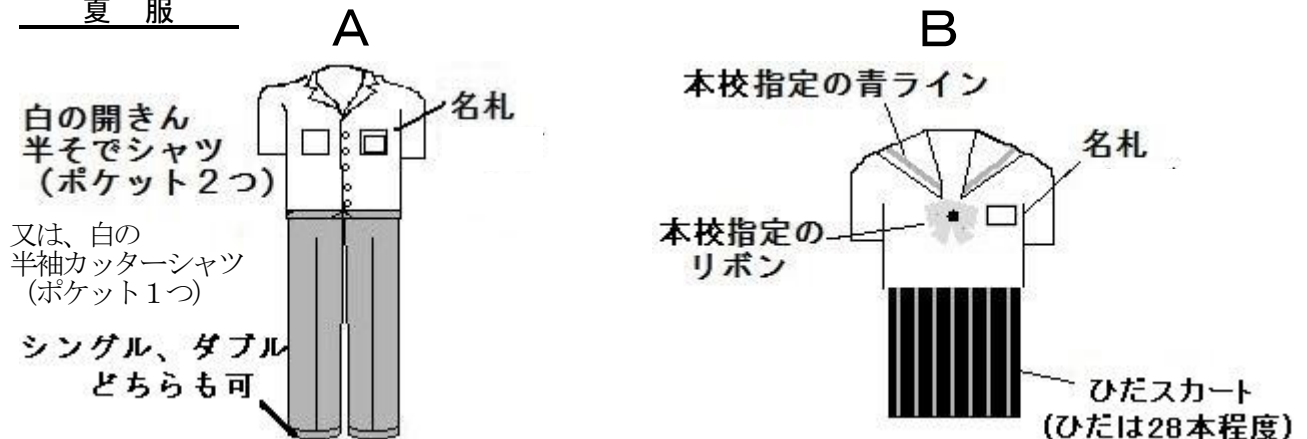 夏　服
A
白の開きん
半そでシャツ
（ポケット２つ）
名札
又は、白の
半袖カッターシャツ
（ポケット１つ）
シングル、ダブル
どちらも可
B
本校指定の青ライン
名札
本校指定の
リボン
ひだスカート
(ひだは28本程度)